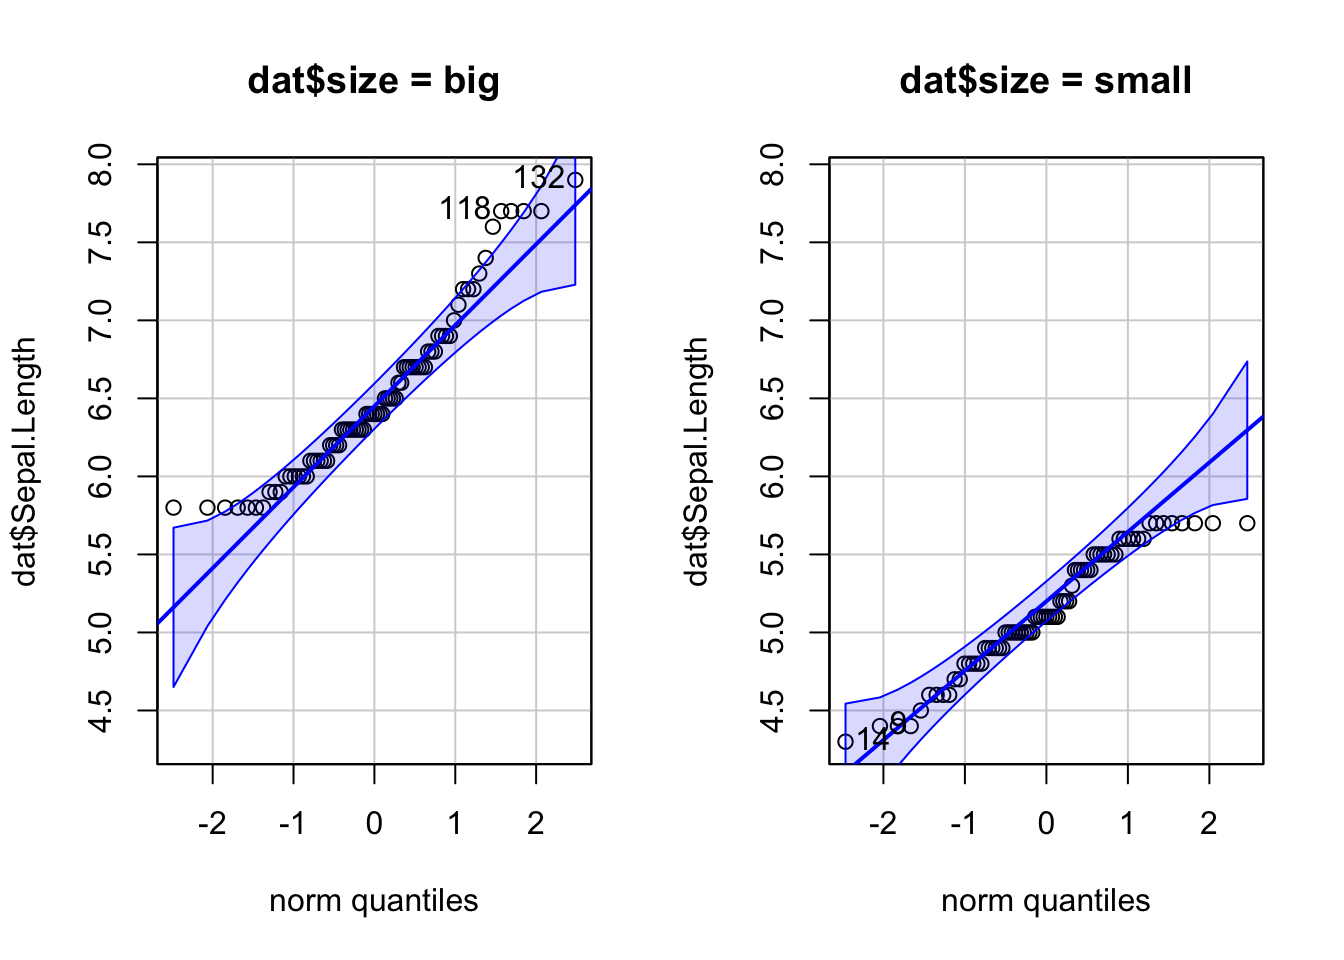 dat$size = big
dat$Sepal.Length
8.0
7.5
7.0
6.5
6.0
5.5
5.0
4.5
132
118
-2 -1 0 1 2
norm quantiles
dat$size = small
dat$Sepal.Length
8.0
7.5
7.0
6.5
6.0
5.5
5.0
4.5
14
-2 -1 0 1 2
norm quantiles